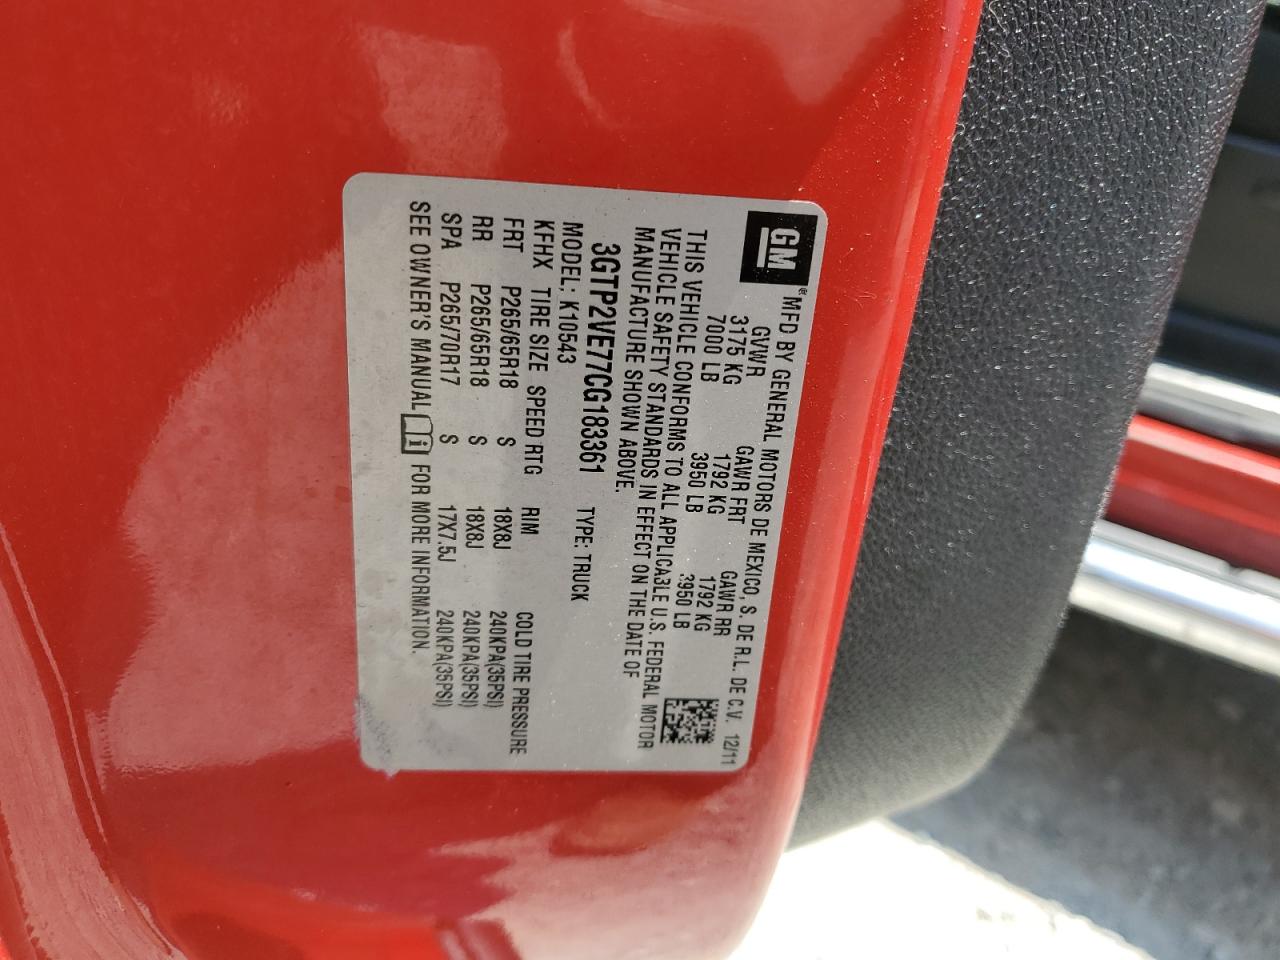 GM
® MFD BY GENERAL MOTORS DE MEXICO, S. DE R.L. DE C.V. 12/11
GVWR GAWR FRT GAWR RR
3175 KG 1792 KG 1792 KG
7000 LB 3950 LB 3950 LB
THIS VEHICLE CONFORMS TO ALL APPLICABLE U.S. FEDERAL MOTOR
VEHICLE SAFETY STANDARDS IN EFFECT ON THE DATE OF
MANUFACTURE SHOWN ABOVE.
3GTP2VE77CG183361 TYPE: TRUCK
MODEL: K10543
KFHX TIRE SIZE SPEED RTG RIM COLD TIRE PRESSURE
FRT P265/65R18 S 18X8J 240KPA(35PSI)
RR P265/65R18 S 18X8J 240KPA(35PSI)
SPA P265/70R17 S 17X7.5J 240KPA(35PSI)
SEE OWNER'S MANUAL i FOR MORE INFORMATION.